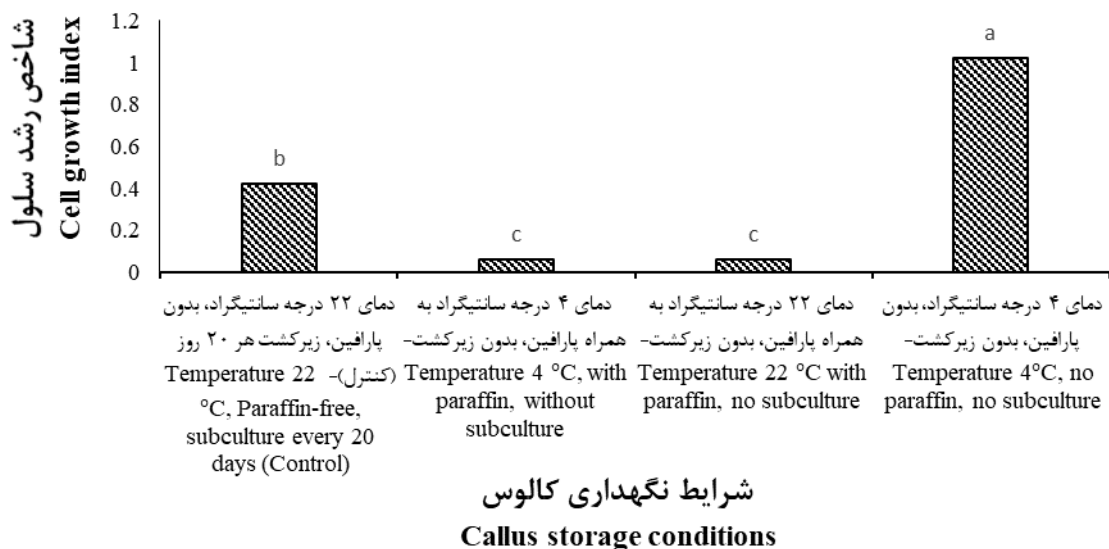 شاخص رشد سلول
Cell growth index
1.2
1
0.8
0.6
0.4
0.2
0
b
c
c
a
دمای ۲۲ درجه سانتیگراد، بدون
پارافین، زیرکشت هر ۲۰ روز
(کنترل)- Temperature 22
°C, Paraffin-free,
subculture every 20
days (Control)
دمای ۴ درجه سانتیگراد به
همراه پارافین، بدون زیرکشت-
Temperature 4 °C, with
paraffin, without
subculture
دمای ۲۲ درجه سانتیگراد به
همراه پارافین، بدون زیرکشت-
Temperature 22 °C with
paraffin, no subculture
دمای ۴ درجه سانتیگراد، بدون
پارافین، بدون زیرکشت-
Temperature 4°C, no
paraffin, no subculture
شرایط نگهداری کالوس
Callus storage conditions